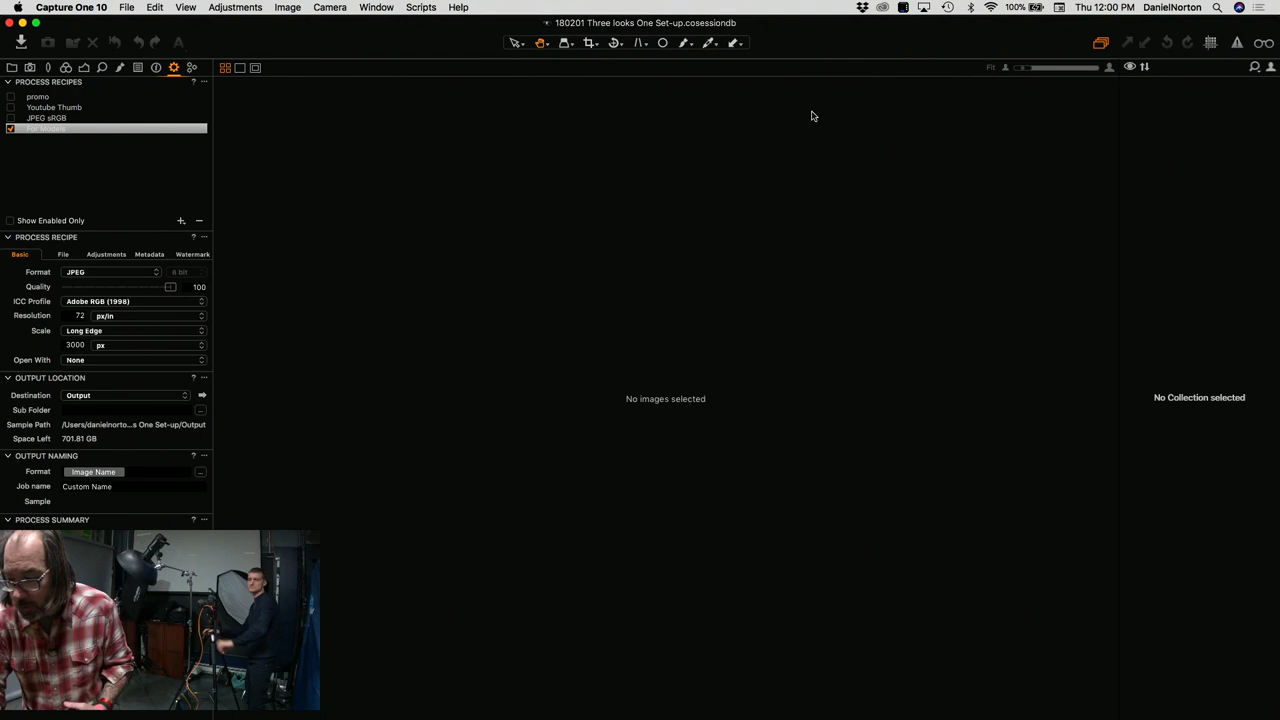 Capture One 10 File Edit View Adjustments Image Camera Window Scripts Help 100% Thu 12:00 PM DanielNorton
180201 Three looks One Set-up.cosessiondb
Fit
PROCESS RECIPES ? ...
promo
Youtube Thumb
JPEG sRGB
For Models
Show Enabled Only + −
PROCESS RECIPE ? ...
Basic File Adjustments Metadata Watermark
Format JPEG 8 bit
Quality 100
ICC Profile Adobe RGB (1998)
Resolution 72 px/in
Scale Long Edge
3000 px
Open With None
OUTPUT LOCATION ? ...
Destination Output
Sub Folder ...
Sample Path /Users/danielnorto...s One Set-up/Output
Space Left 701.81 GB
OUTPUT NAMING ? ...
Format Image Name ...
Job name Custom Name
Sample
PROCESS SUMMARY ? ...
No images selected
No Collection selected